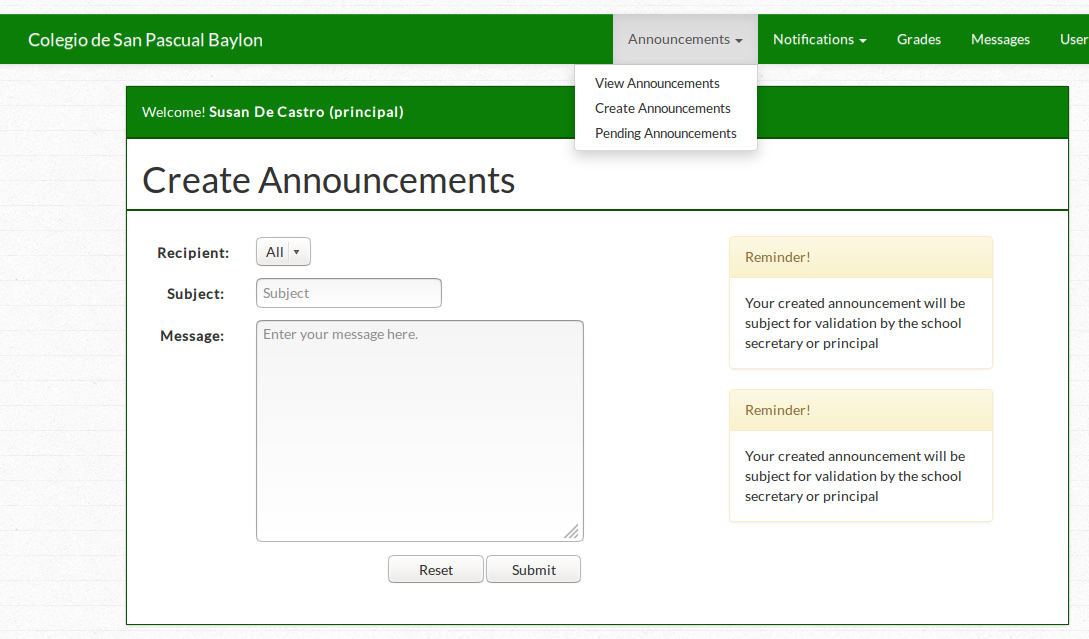 Colegio de San Pascual Baylon
Announcements
Notifications
Grades
Messages
User
View Announcements
Create Announcements
Pending Announcements
Welcome! Susan De Castro (principal)
Create Announcements
Recipient: All
Subject: Subject
Message: Enter your message here.
Reset
Submit
Reminder!
Your created announcement will be
subject for validation by the school
secretary or principal
Reminder!
Your created announcement will be
subject for validation by the school
secretary or principal